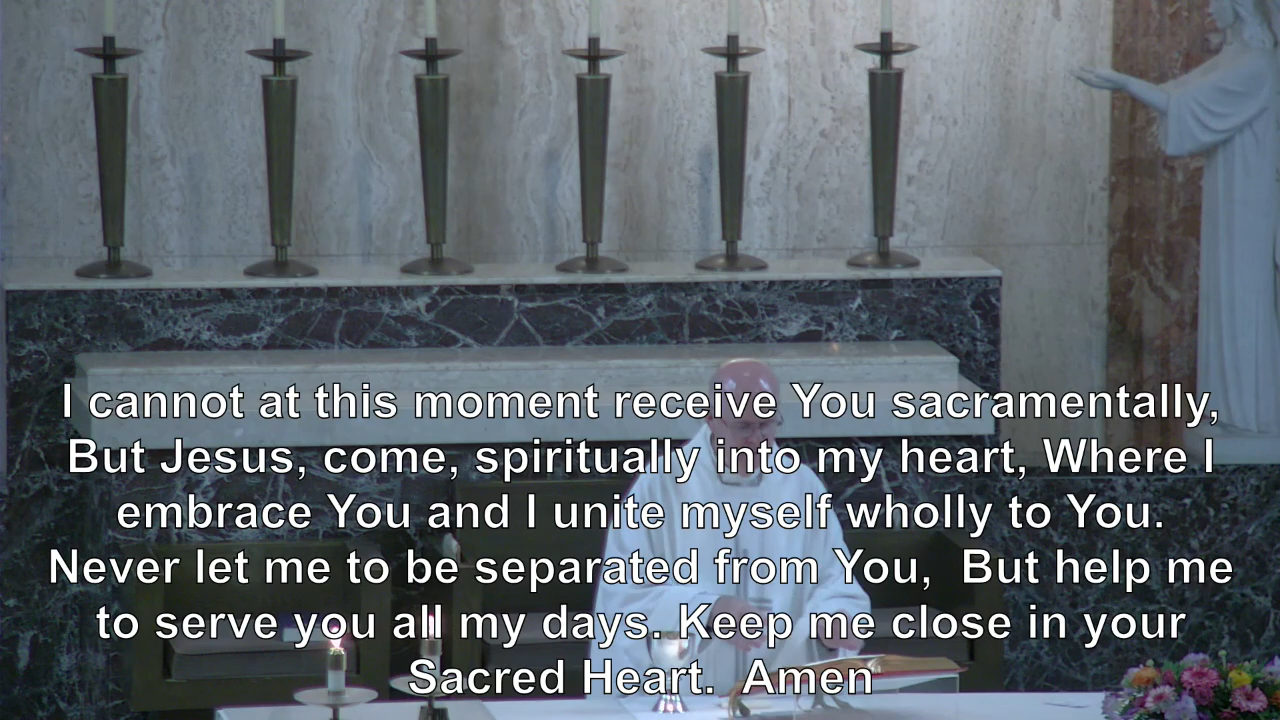 I cannot at this moment receive You sacramentally,
But Jesus, come, spiritually into my heart, Where I
embrace You and I unite myself wholly to You.
Never let me to be separated from You,  But help me
to serve you all my days. Keep me close in your
Sacred Heart.  Amen